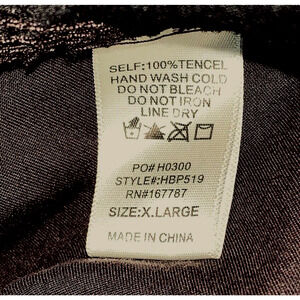 SELF:100%TENCEL
HAND WASH COLD
DO NOT BLEACH
DO NOT IRON
LINE DRY
PO# H0300
STYLE#:HBP519
RN#167787
SIZE:X.LARGE
MADE IN CHINA